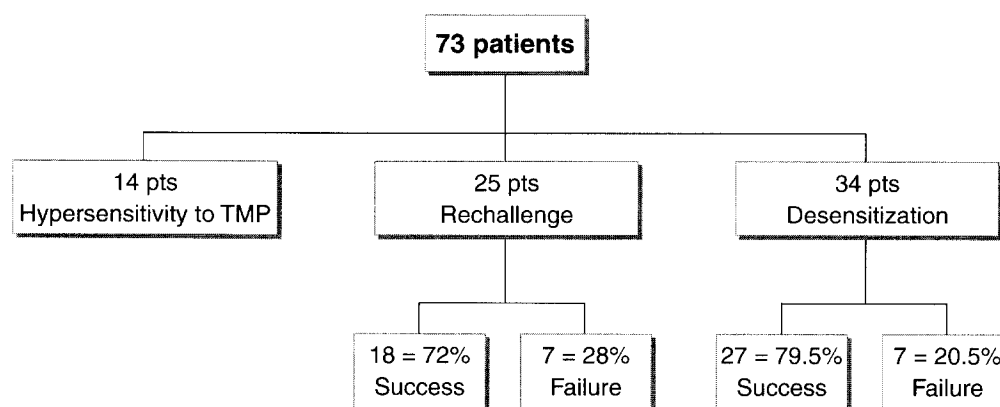 73 patients
14 pts
Hypersensitivity to TMP
25 pts
Rechallenge
34 pts
Desensitization
18 = 72%
Success
7 = 28%
Failure
27 = 79.5%
Success
7 = 20.5%
Failure